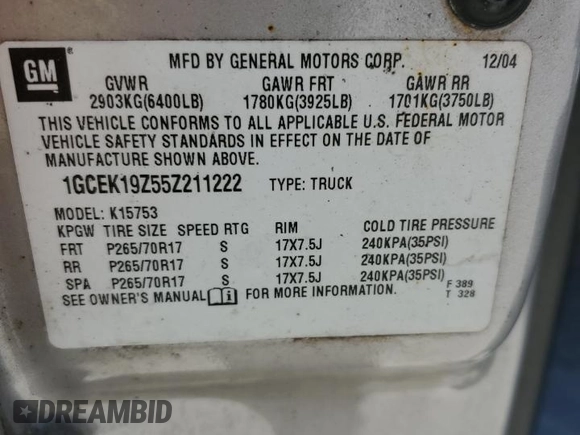 GM
MFD BY GENERAL MOTORS CORP. 12/04
GVWR GAWR FRT GAWR RR
2903KG(6400LB) 1780KG(3925LB) 1701KG(3750LB)
THIS VEHICLE CONFORMS TO ALL APPLICABLE U.S. FEDERAL MOTOR
VEHICLE SAFETY STANDARDS IN EFFECT ON THE DATE OF
MANUFACTURE SHOWN ABOVE.
1GCEK19Z55Z211222 TYPE: TRUCK
MODEL: K15753
KPGW TIRE SIZE SPEED RTG RIM COLD TIRE PRESSURE
FRT P265/70R17 S 17X7.5J 240KPA(35PSI)
RR P265/70R17 S 17X7.5J 240KPA(35PSI)
SPA P265/70R17 S 17X7.5J 240KPA(35PSI)
SEE OWNER'S MANUAL i FOR MORE INFORMATION.
F 389
T 328
DREAMBID